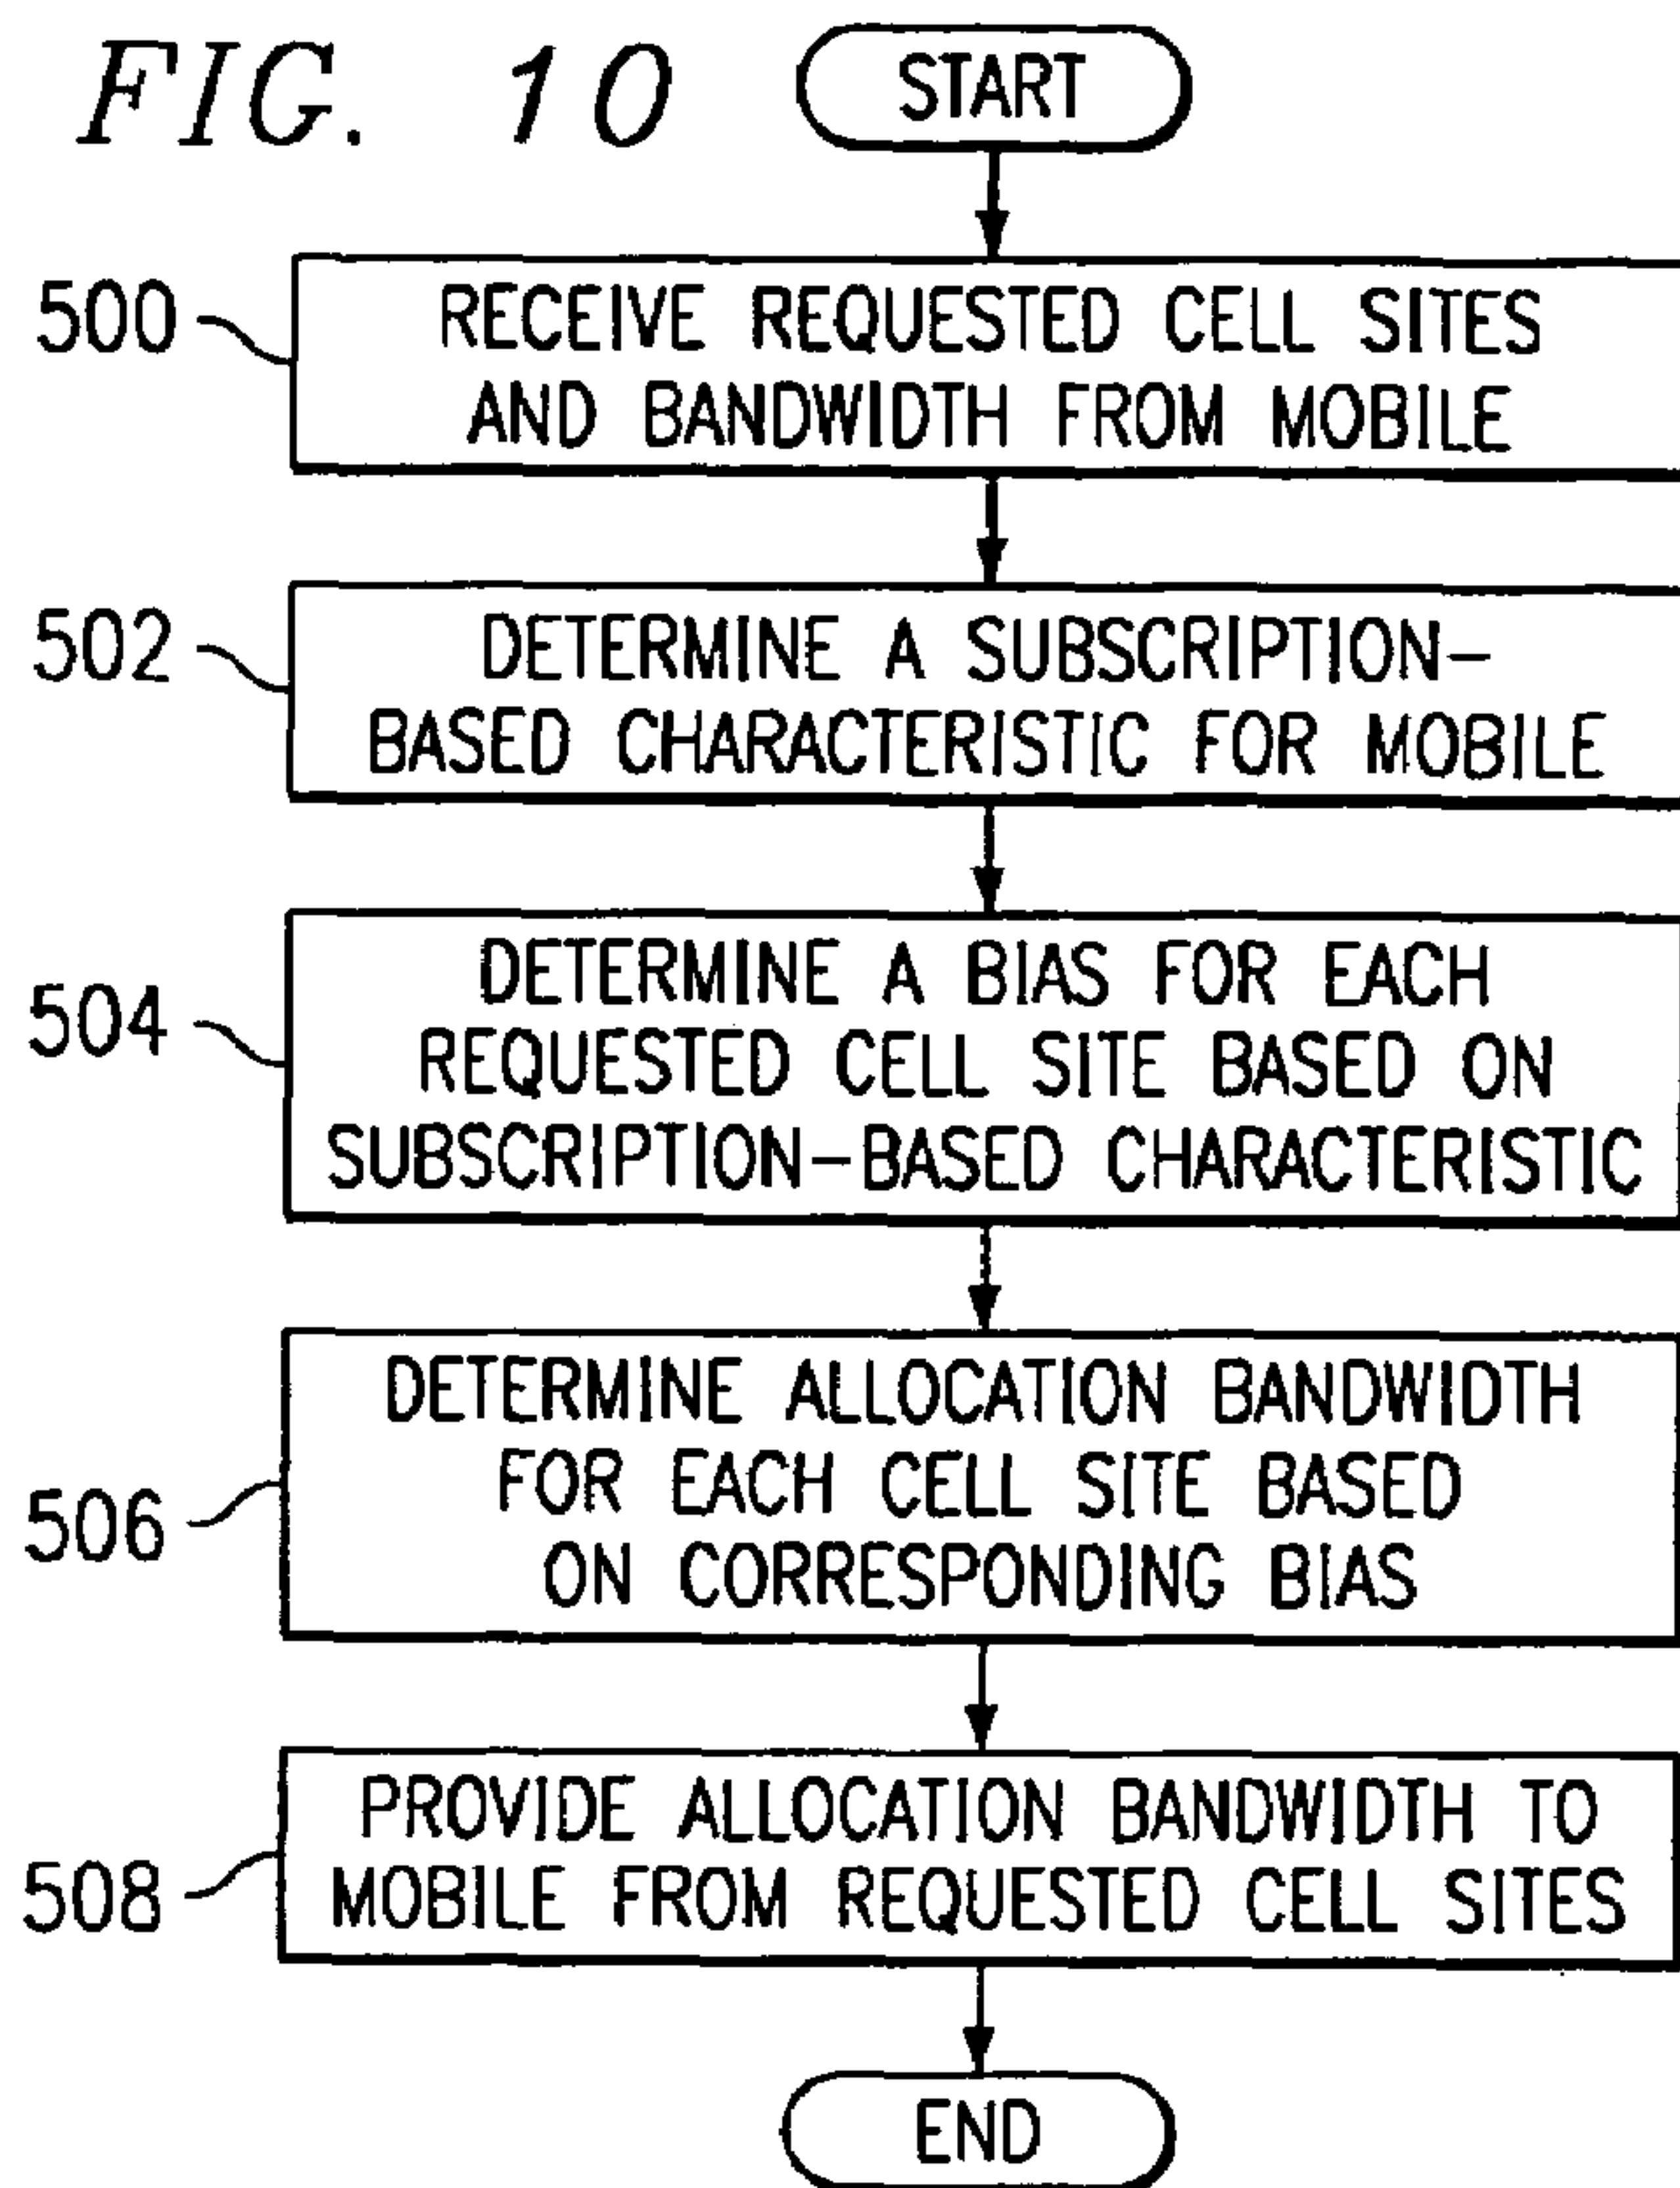 FIG. 10
START
500
RECEIVE REQUESTED CELL SITES
AND BANDWIDTH FROM MOBILE
502
DETERMINE A SUBSCRIPTION-
BASED CHARACTERISTIC FOR MOBILE
504
DETERMINE A BIAS FOR EACH
REQUESTED CELL SITE BASED ON
SUBSCRIPTION-BASED CHARACTERISTIC
506
DETERMINE ALLOCATION BANDWIDTH
FOR EACH CELL SITE BASED
ON CORRESPONDING BIAS
508
PROVIDE ALLOCATION BANDWIDTH TO
MOBILE FROM REQUESTED CELL SITES
END